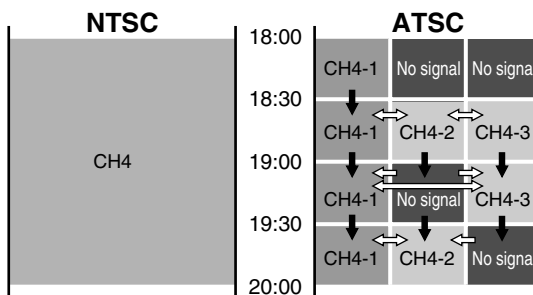 NTSC
ATSC
18:00
CH4-1 No signal No signa
18:30
CH4-1 CH4-2 CH4-3
CH4
19:00
CH4-1 No signal CH4-3
19:30
CH4-1 CH4-2 No signa
20:00